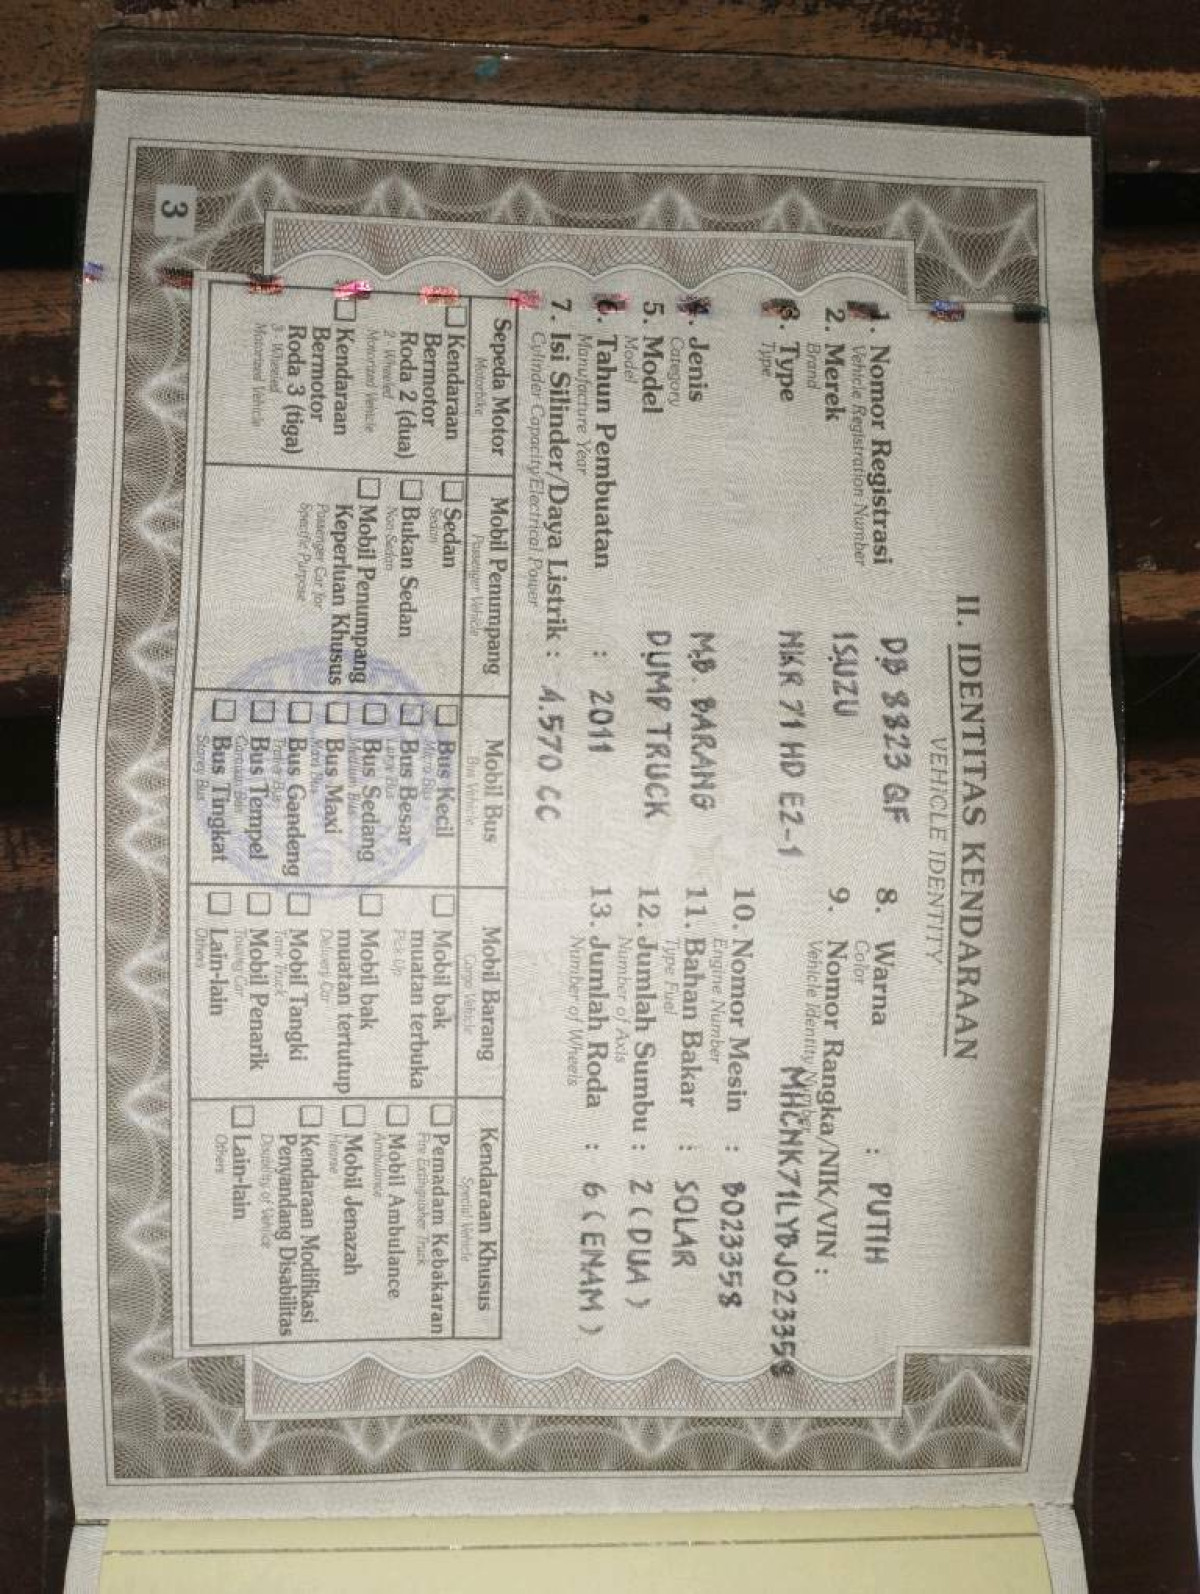 II. IDENTITAS KENDARAAN
VEHICLE IDENTITY
1. Nomor Registrasi DB 8823 QF
Vehicle Registration Number
2. Merek ISUZU
Brand
3. Type NKR 71 HD E2-1
Type
4. Jenis MB. BARANG
Category
5. Model DUMP TRUCK
Model
6. Tahun Pembuatan : 2011
Manufacture Year
7. Isi Silinder/Daya Listrik : 4.570 CC
Cylinder Capacity/Electrical Power
8. Warna : PUTIH
Color
9. Nomor Rangka/NIK/VIN :
Vehicle Identity Number
MHCNK71LYBJ023358
10. Nomor Mesin : B023358
Engine Number
11. Bahan Bakar : SOLAR
Type Fuel
12. Jumlah Sumbu : 2 ( DUA )
Number of Axis
13. Jumlah Roda : 6 ( ENAM )
Number of Wheels
Sepeda Motor
Motorbike
Kendaraan
Bermotor
Roda 2 (dua)
2 Wheeled
Motorized Vehicle
Kendaraan
Bermotor
Roda 3 (tiga)
3 Wheeled
Motorized Vehicle
Mobil Penumpang
Passenger Vehicle
Sedan
Sedan
Bukan Sedan
Non Sedan
Mobil Penumpang
Keperluan Khusus
Passenger Car for
Specific Purpose
Mobil Bus
Bus Vehicle
Bus Kecil
Micro Bus
Bus Besar
Large Bus
Bus Sedang
Medium Bus
Bus Maxi
Maxi Bus
Bus Gandeng
Trailer Bus
Bus Tempel
Bus Tingkat
Storey Bus
Mobil Barang
Cargo Vehicle
Mobil bak
muatan terbuka
Pick-Up
Mobil bak
muatan tertutup
Delivery Car
Mobil Tangki
Tank Truck
Mobil Penarik
Towing Car
Lain-lain
Others
Kendaraan Khusus
Special Vehicle
Pemadam Kebakaran
Fire Extinguisher Truck
Mobil Ambulance
Ambulance
Mobil Jenazah
Kendaraan Modifikasi
Penyandang Disabilitas
Disability of Vehicle
Lain-lain
Others
3